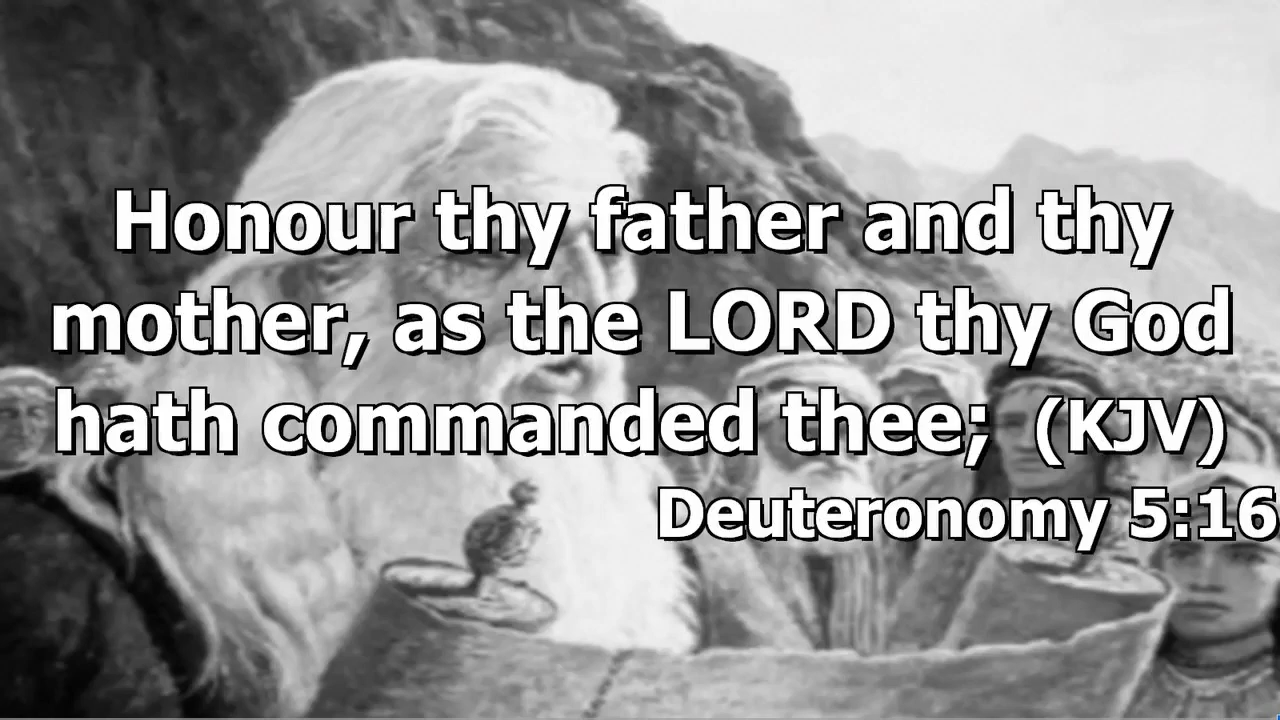 Honour thy father and thy
mother, as the LORD thy God
hath commanded thee; (KJV)
Deuteronomy 5:16